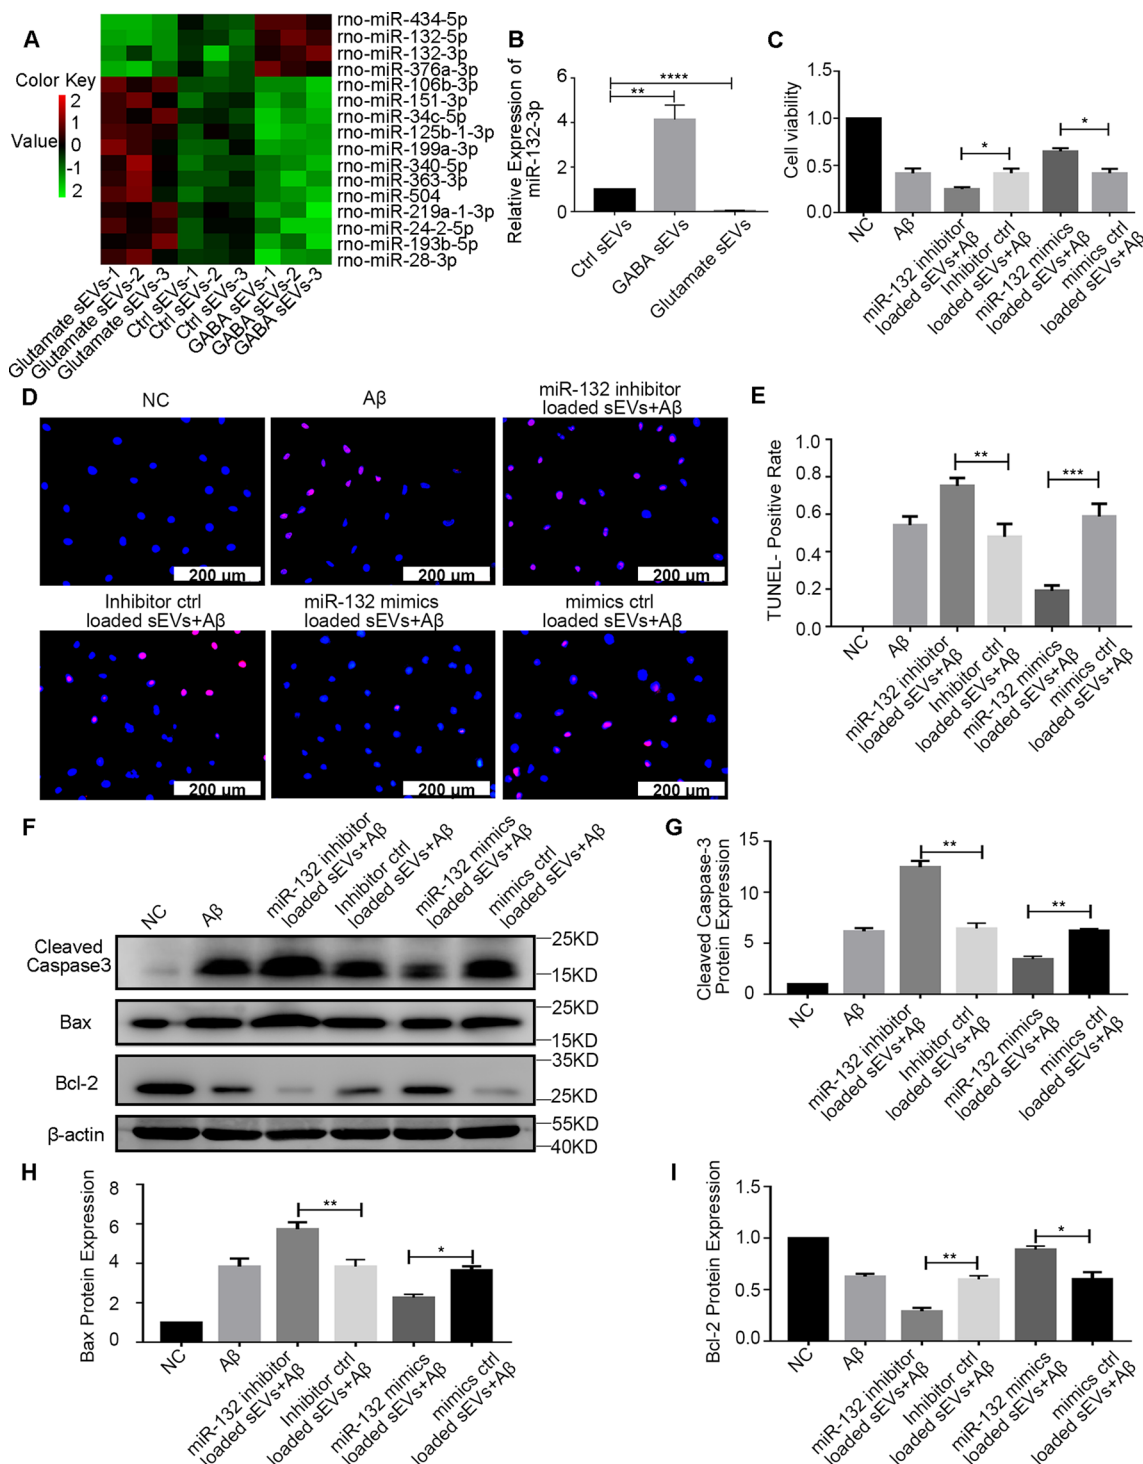 A
Color Key
2
1
Value
0
-1
2
rno-miR-434-5p
rno-miR-132-5p
rno-miR-132-3p
rno-miR-376a-3p
rno-miR-106b-3p
rno-miR-151-3p
rno-miR-34c-5p
rno-miR-125b-1-3p
rno-miR-199a-3p
rno-miR-340-5p
rno-miR-363-3p
rno-miR-504
rno-miR-219a-1-3p
rno-miR-24-2-5p
rno-miR-193b-5p
rno-miR-28-3p
Glutamate sEVs-1
Glutamate sEVs-2
Glutamate sEVs-3
Ctrl sEVs-1
Ctrl sEVs-2
Ctrl sEVs-3
GABA sEVs-1
GABA sEVs-2
GABA sEVs-3
B
Relative Expression of
miR-132-3p
6
4
2
0
****
**
Ctrl sEVs
GABA sEVs
Glutamate sEVs
C
Cell viability
1.5
1.0
0.5
0.0
*
*
NC
Aβ
miR-132 inhibitor
loaded sEVs+Aβ
Inhibitor ctrl
loaded sEVs+Aβ
miR-132 mimics
loaded sEVs+Aβ
mimics ctrl
loaded sEVs+Aβ
D
NC
Aβ
miR-132 inhibitor
loaded sEVs+Aβ
200 μm
200 μm
200 μm
Inhibitor ctrl
loaded sEVs+Aβ
miR-132 mimics
loaded sEVs+Aβ
mimics ctrl
loaded sEVs+Aβ
200 μm
200 μm
200 μm
E
TUNEL- Positive Rate
1.0
0.8
0.6
0.4
0.2
0.0
**
***
NC
Aβ
miR-132 inhibitor
loaded sEVs+Aβ
Inhibitor ctrl
loaded sEVs+Aβ
miR-132 mimics
loaded sEVs+Aβ
mimics ctrl
loaded sEVs+Aβ
F
NC
Aβ
miR-132 inhibitor
loaded sEVs+Aβ
Inhibitor ctrl
loaded sEVs+Aβ
miR-132 mimics
loaded sEVs+Aβ
mimics ctrl
loaded sEVs+Aβ
Cleaved
Caspase3
25KD
15KD
Bax
25KD
15KD
Bcl-2
35KD
25KD
β-actin
55KD
40KD
G
Cleaved Caspase-3
Protein Expression
15
10
5
0
**
**
NC
Aβ
miR-132 inhibitor
loaded sEVs+Aβ
Inhibitor ctrl
loaded sEVs+Aβ
miR-132 mimics
loaded sEVs+Aβ
mimics ctrl
loaded sEVs+Aβ
H
Bax Protein Expression
8
6
4
2
0
**
*
NC
Aβ
miR-132 inhibitor
loaded sEVs+Aβ
Inhibitor ctrl
loaded sEVs+Aβ
miR-132 mimics
loaded sEVs+Aβ
mimics ctrl
loaded sEVs+Aβ
I
Bcl-2 Protein Expression
1.5
1.0
0.5
0.0
**
*
NC
Aβ
miR-132 inhibitor
loaded sEVs+Aβ
Inhibitor ctrl
loaded sEVs+Aβ
miR-132 mimics
loaded sEVs+Aβ
mimics ctrl
loaded sEVs+Aβ